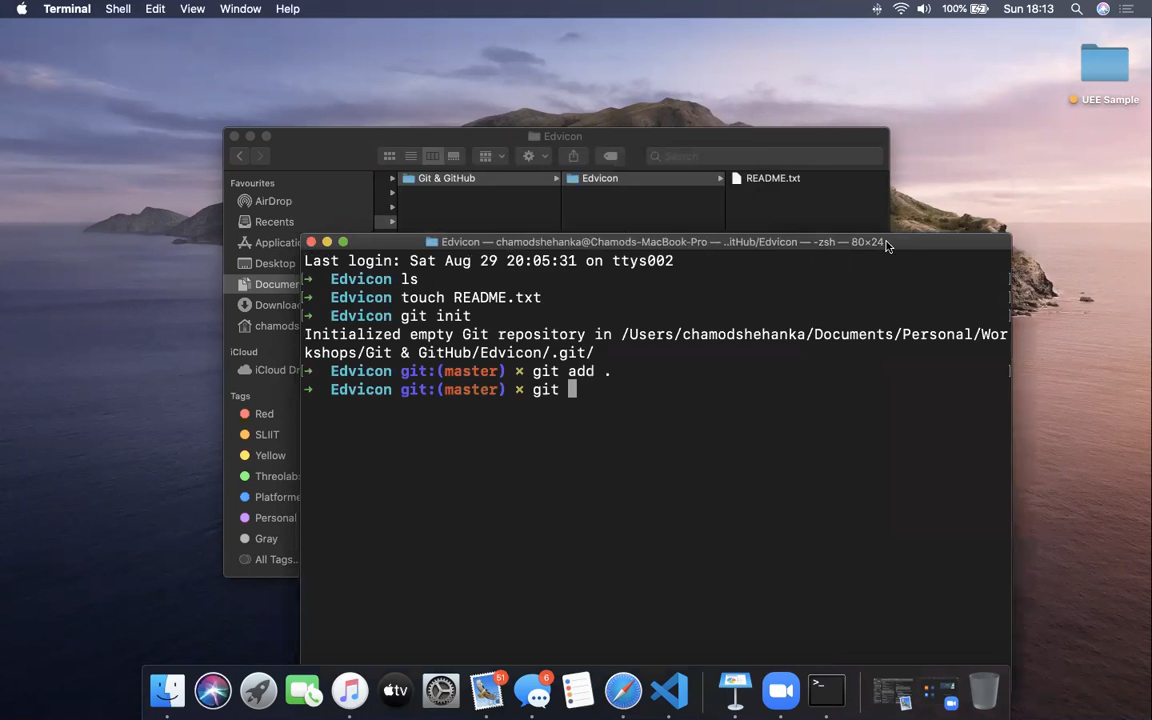 Terminal Shell Edit View Window Help 100% Sun 18:13
UEE Sample
Edvicon
Search
Favourites
AirDrop
Recents
Desktop
iCloud
Tags
Red
SLIIT
Yellow
Personal
Gray
All Tags..
Git & GitHub Edvicon README.txt
Edvicon — chamodshehanka@Chamods-MacBook-Pro — ..itHub/Edvicon — -zsh — 80×24
Last login: Sat Aug 29 20:05:31 on ttys002
[→ Edvicon ls ]
[→ Edvicon touch README.txt ]
[→ Edvicon git init ]
Initialized empty Git repository in /Users/chamodshehanka/Documents/Personal/Wor
kshops/Git & GitHub/Edvicon/.git/
[→ Edvicon git:(master) × git add . ]
→ Edvicon git:(master) × git
tv
51
6
>_